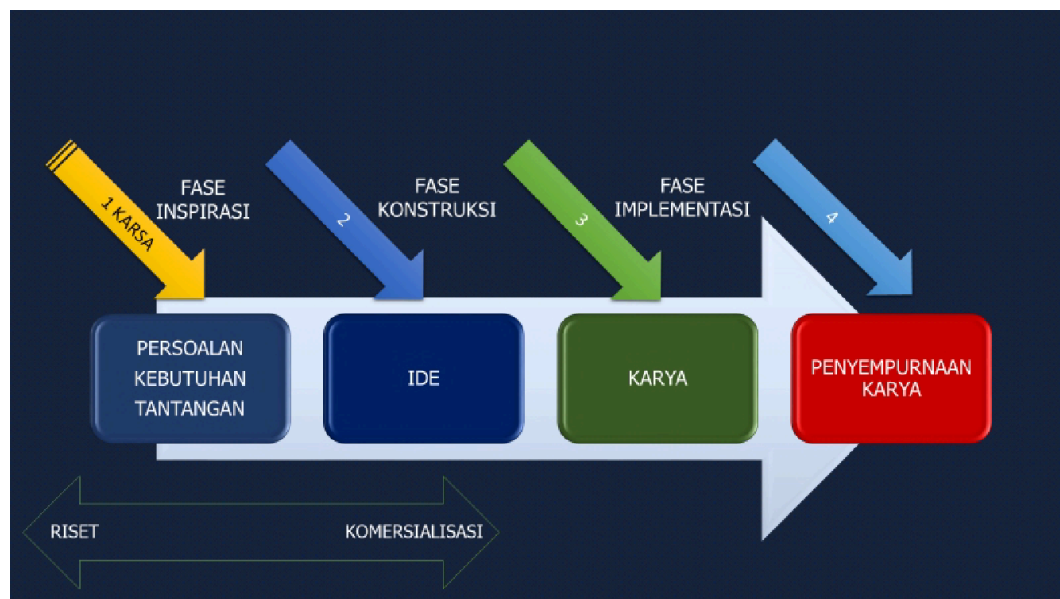 1 KARSA
FASE
INSPIRASI
2
FASE
KONSTRUKSI
3
FASE
IMPLEMENTASI
4
PERSOALAN
KEBUTUHAN
TANTANGAN
IDE
KARYA
PENYEMPURNAAN
KARYA
RISET
KOMERSIALISASI